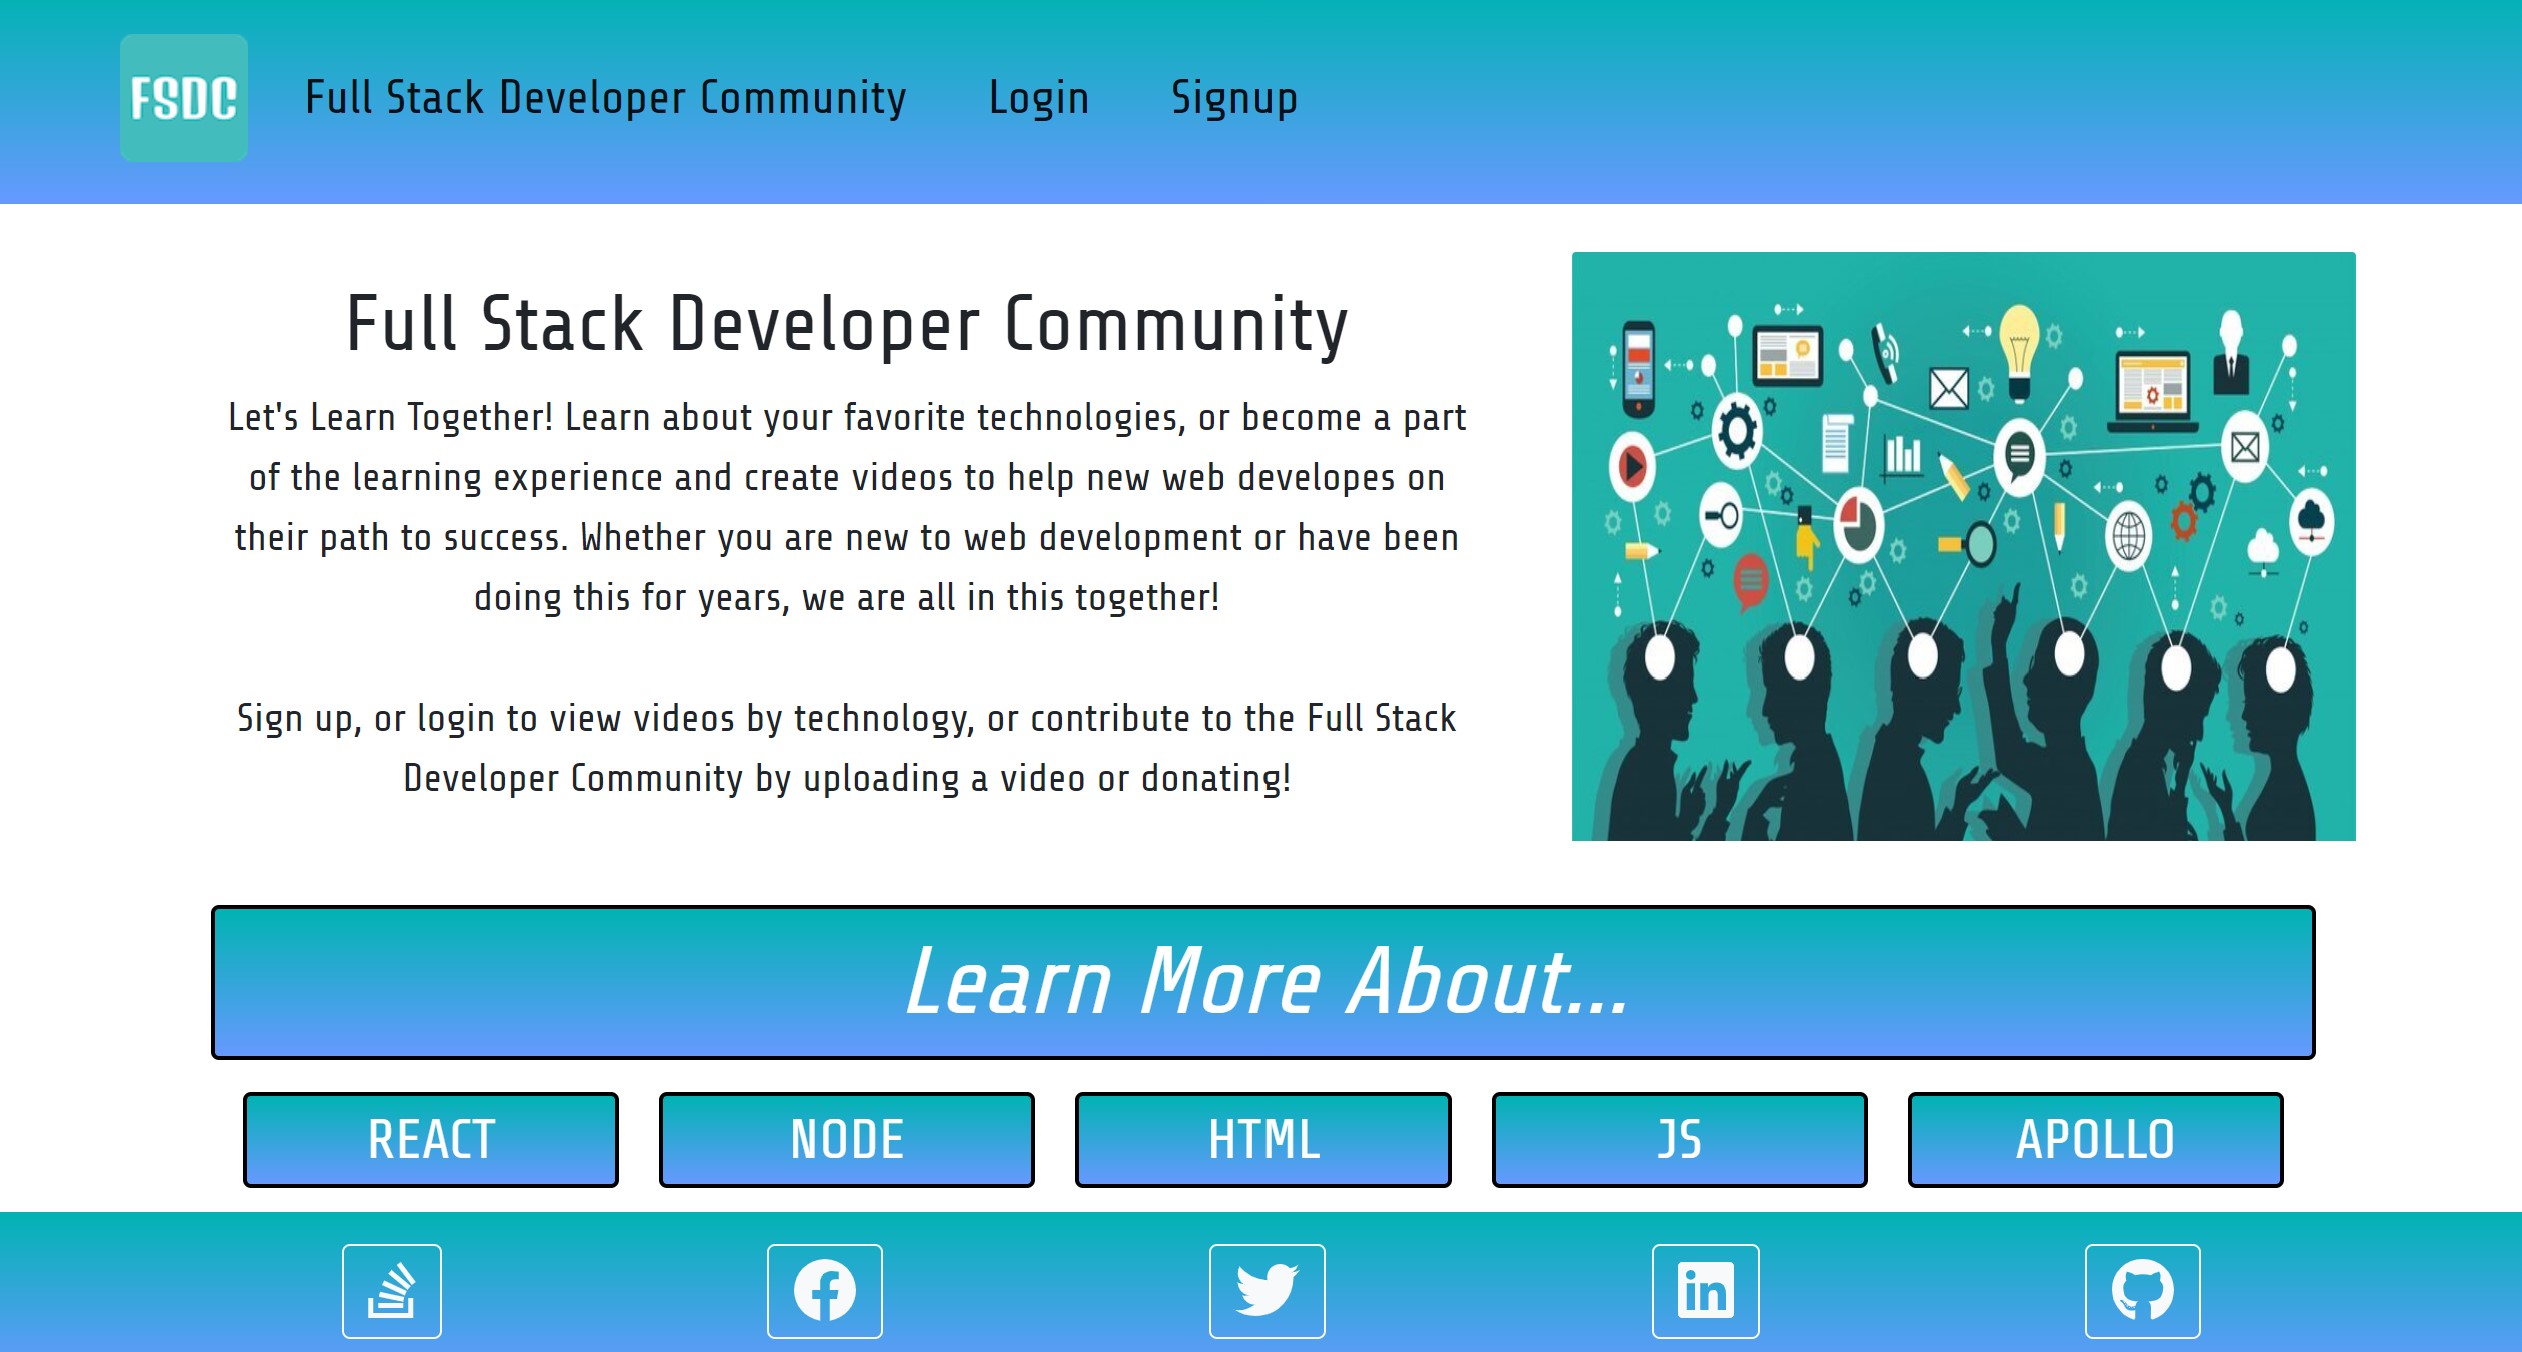 FSDC
Full Stack Developer Community
Login
Signup
Full Stack Developer Community
Let's Learn Together! Learn about your favorite technologies, or become a part
of the learning experience and create videos to help new web developes on
their path to success. Whether you are new to web development or have been
doing this for years, we are all in this together!
Sign up, or login to view videos by technology, or contribute to the Full Stack
Developer Community by uploading a video or donating!
Learn More About...
REACT
NODE
HTML
JS
APOLLO